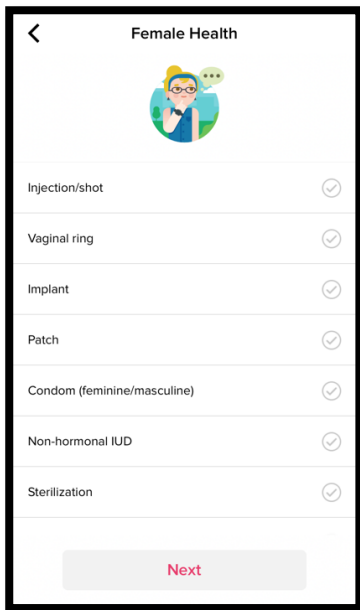 Female Health
Injection/shot
Vaginal ring
Implant
Patch
Condom (feminine/masculine)
Non-hormonal IUD
Sterilization
Next